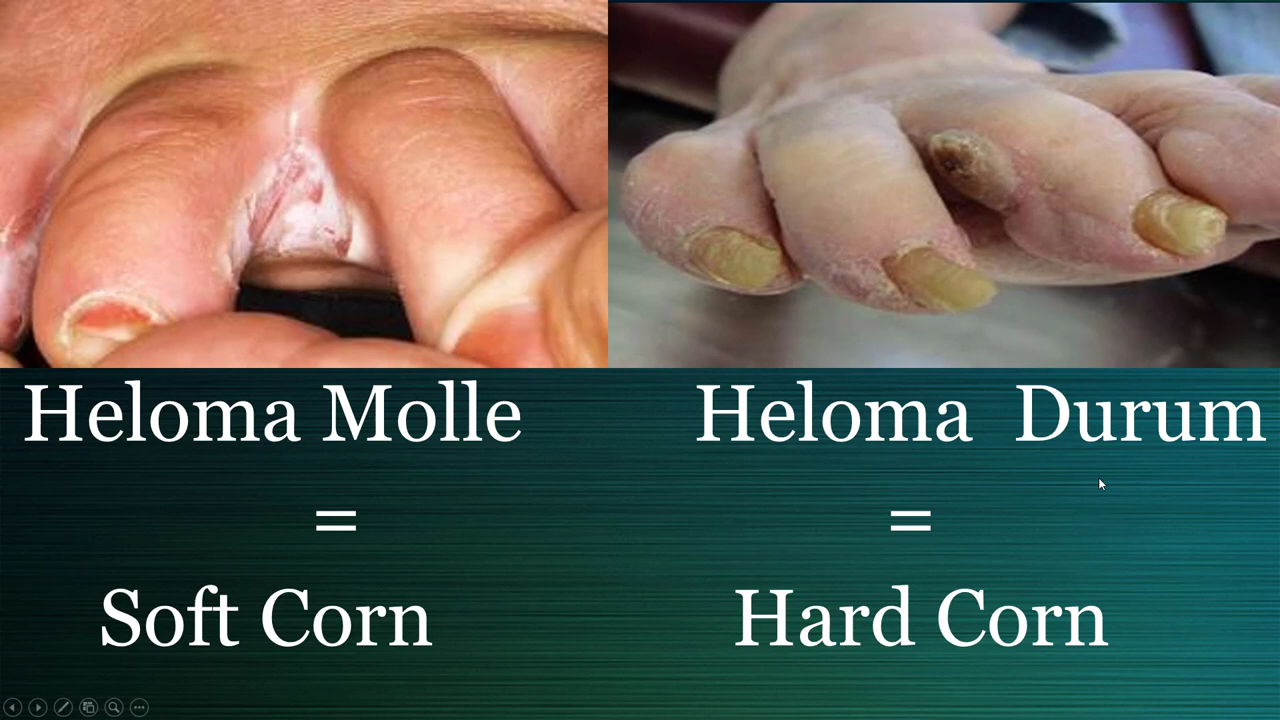 Heloma Molle
=
Soft Corn
Heloma Durum
=
Hard Corn